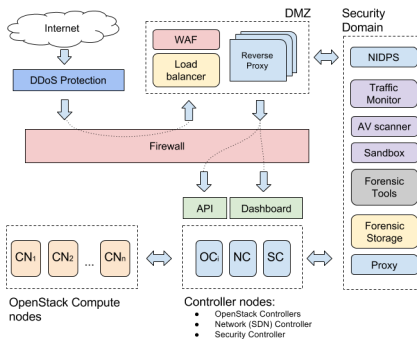 Internet
DDoS Protection
DMZ
WAF
Load
balancer
Reverse
Proxy
Security
Domain
NIDPS
Traffic
Monitor
AV scanner
Sandbox
Forensic
Tools
Forensic
Storage
Proxy
Firewall
API
Dashboard
CN1
CN2
...
CNn
OCi
NC
SC
OpenStack Compute
nodes
Controller nodes:
● OpenStack Controllers
● Network (SDN) Controller
● Security Controller